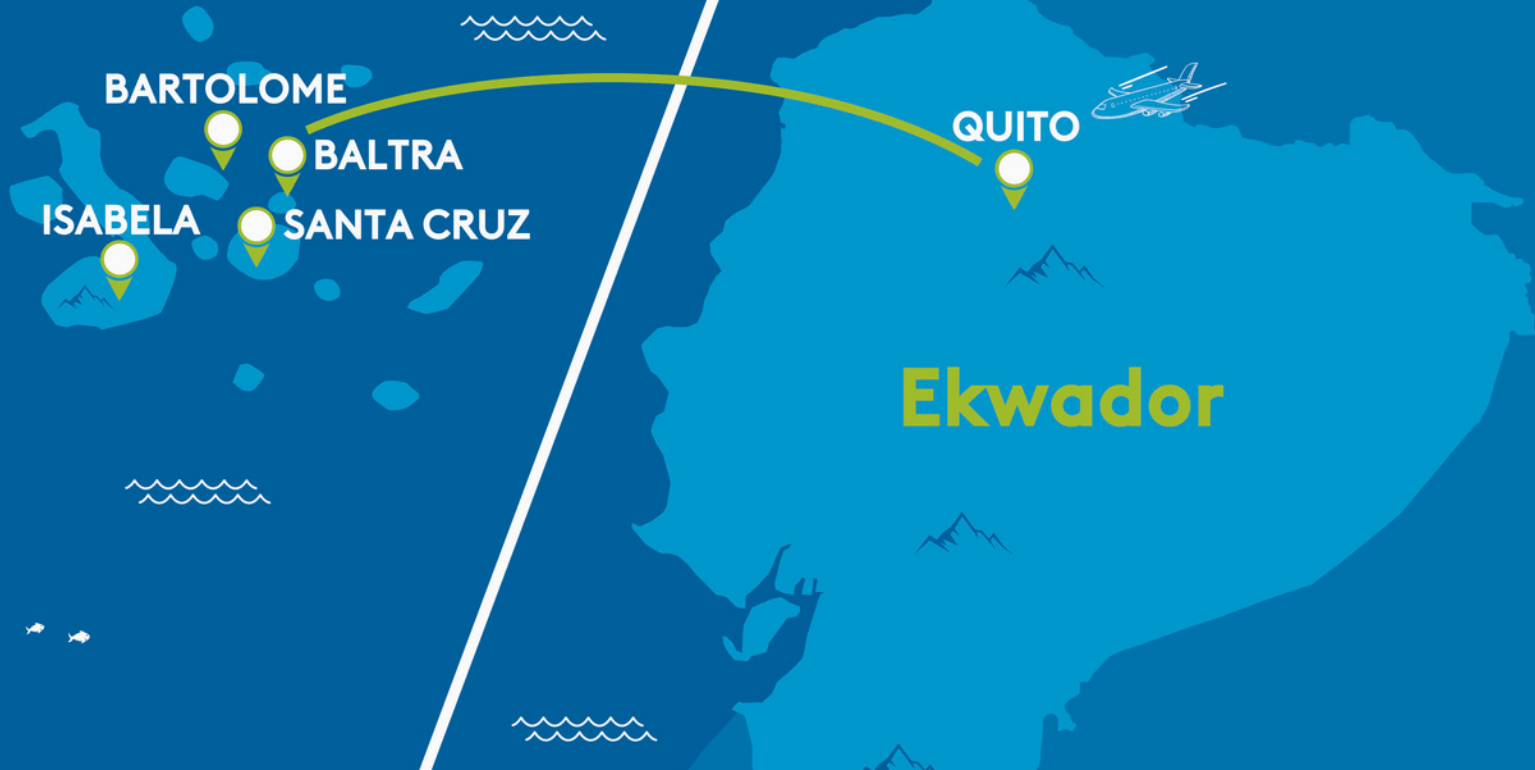 BARTOLOME
BALTRA
ISABELA
SANTA CRUZ
QUITO
Ekwador